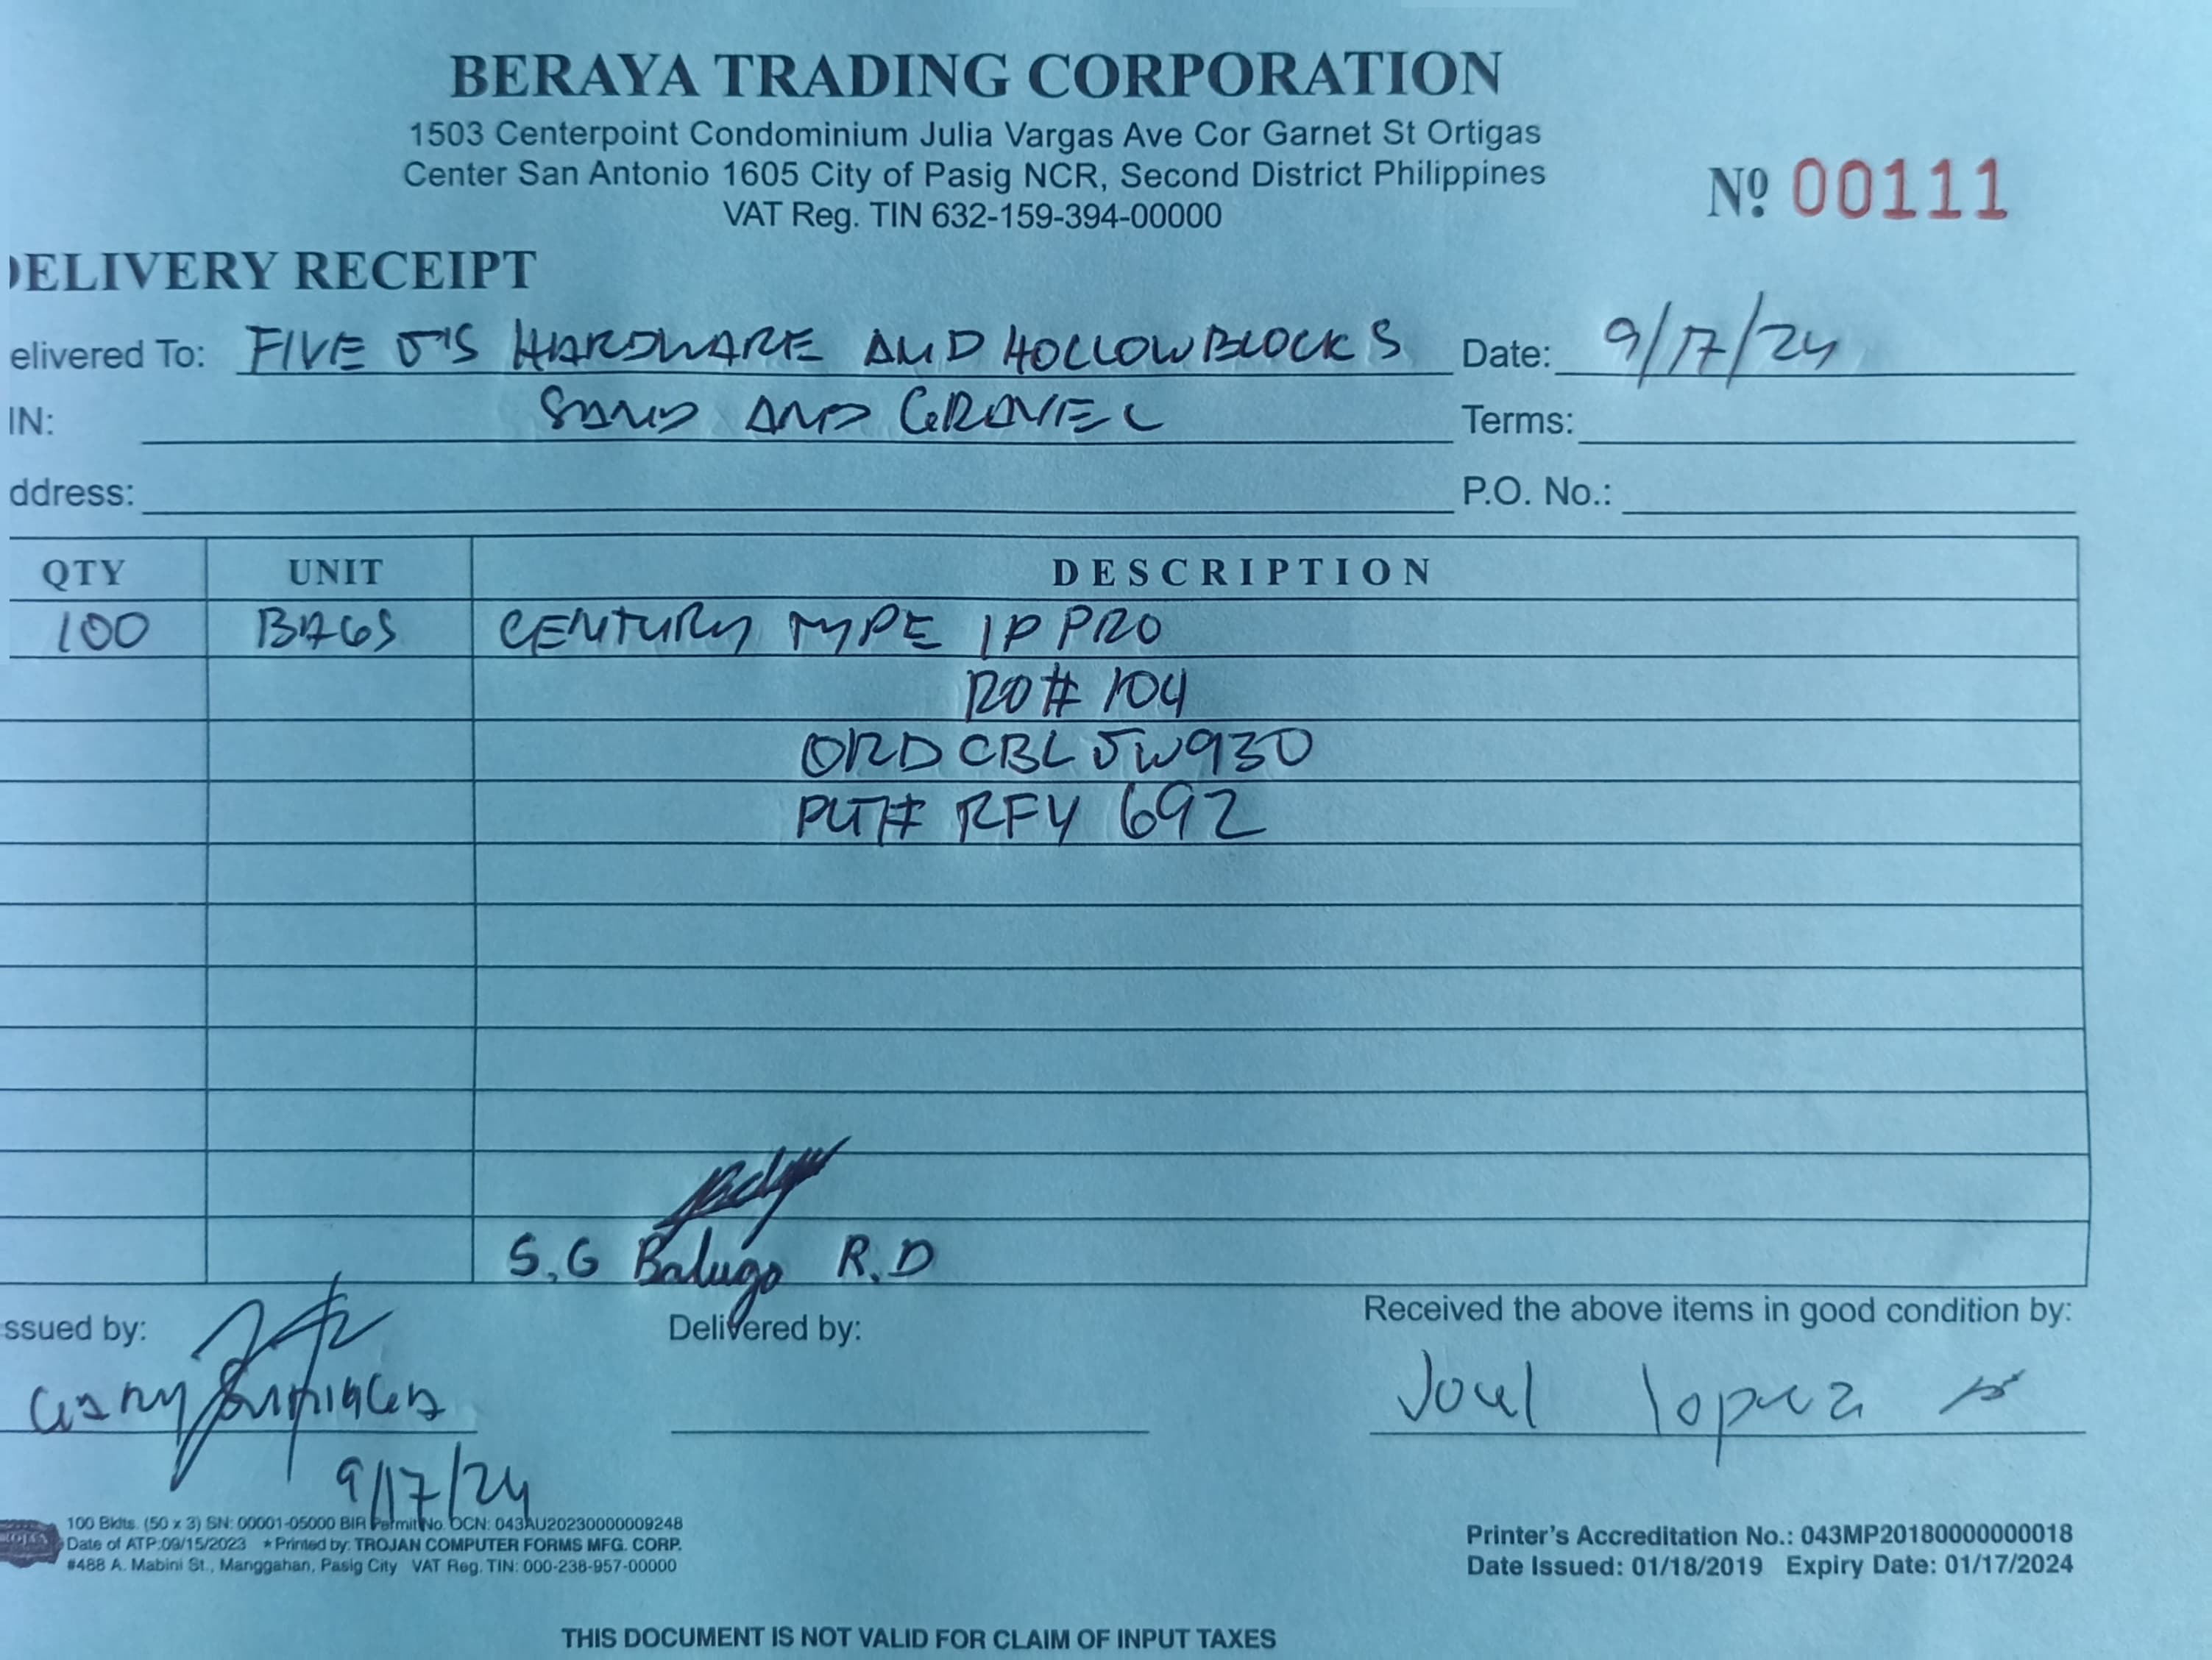 BERAYA TRADING CORPORATION
1503 Centerpoint Condominium Julia Vargas Ave Cor Garnet St Ortigas
Center San Antonio 1605 City of Pasig NCR, Second District Philippines
VAT Reg. TIN 632-159-394-00000
Nº 00111
ELIVERY RECEIPT
elivered To: FIVE J'S HARDWARE AND HOLLOWBLOCKS Date: 9/17/24
IN: SAND AND GRAVEL Terms:
ddress: P.O. No.:
QTY UNIT DESCRIPTION
100 BAGS CENTURY TYPE 1P PRO
RO# 104
ORD CBL JW930
PLT# RFY 692
S.G Balugo R.D
ssued by: Delivered by: Received the above items in good condition by:
Joel lopez
9/17/24
100 Bklts. (50 x 3) SN: 00001-05000 BIR Permit No. OCN: 043AU20230000009248
Date of ATP:09/15/2023 ★ Printed by: TROJAN COMPUTER FORMS MFG. CORP.
#488 A. Mabini St., Manggahan, Pasig City VAT Reg. TIN: 000-238-957-00000
Printer's Accreditation No.: 043MP20180000000018
Date Issued: 01/18/2019 Expiry Date: 01/17/2024
THIS DOCUMENT IS NOT VALID FOR CLAIM OF INPUT TAXES